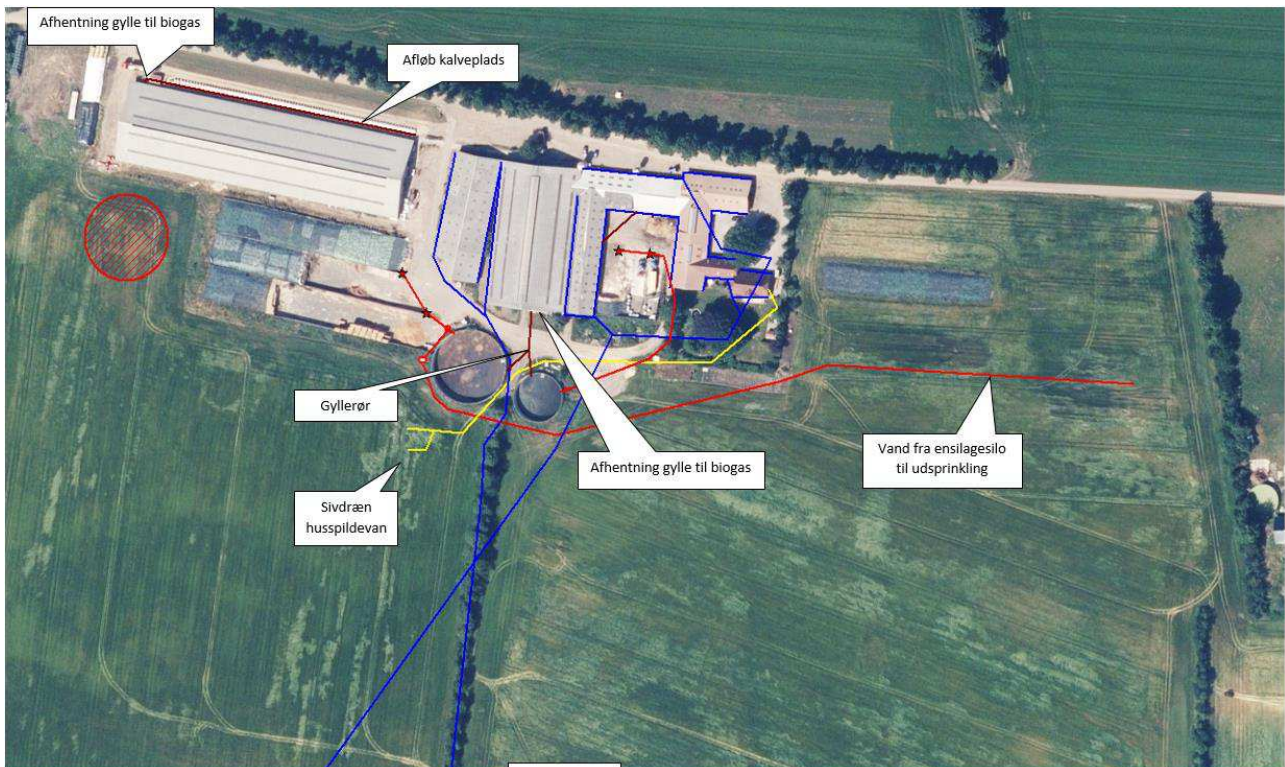 Afhentning gylle til biogas
Afløb kalveplads
Gyllerør
Afhentning gylle til biogas
Vand fra ensilagesilo
til udsprinkling
Sivdræn
husspildevan